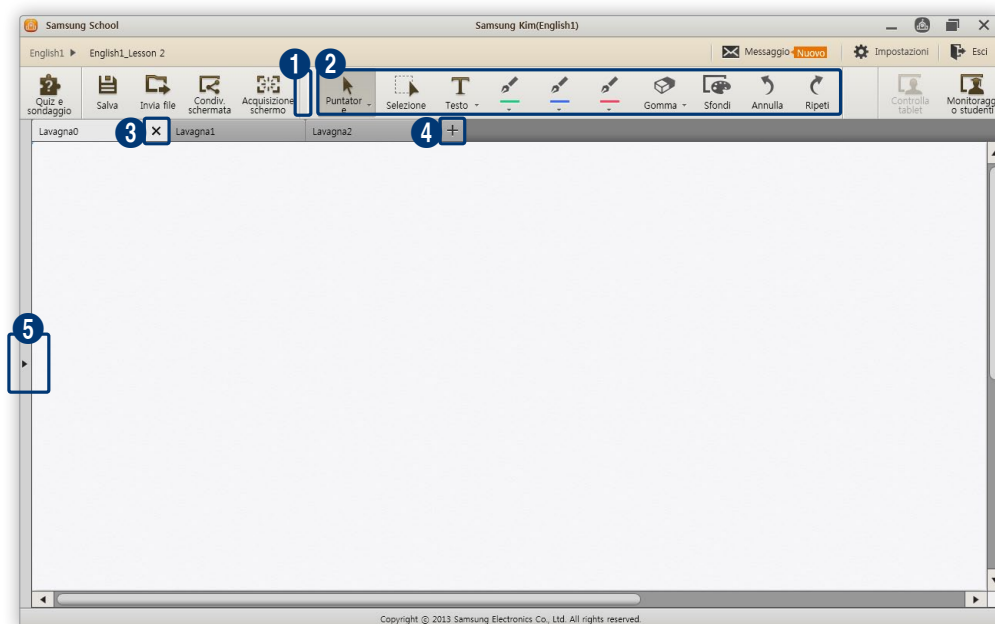 Samsung School
Samsung Kim(English1)
English1 ▶ English1_Lesson 2
Messaggio Nuovo
Impostazioni
Esci
1
2
Quiz e
sondaggio
Salva
Invia file
Condiv.
schermata
Acquisizione
schermo
Puntator
e
Selezione
Testo
Gomma
Sfondi
Annulla
Ripeti
Controlla
tablet
Monitoragg
o studenti
Lavagna0
3
Lavagna1
Lavagna2
4
5
Copyright © 2013 Samsung Electronics Co., Ltd. All rights reserved.